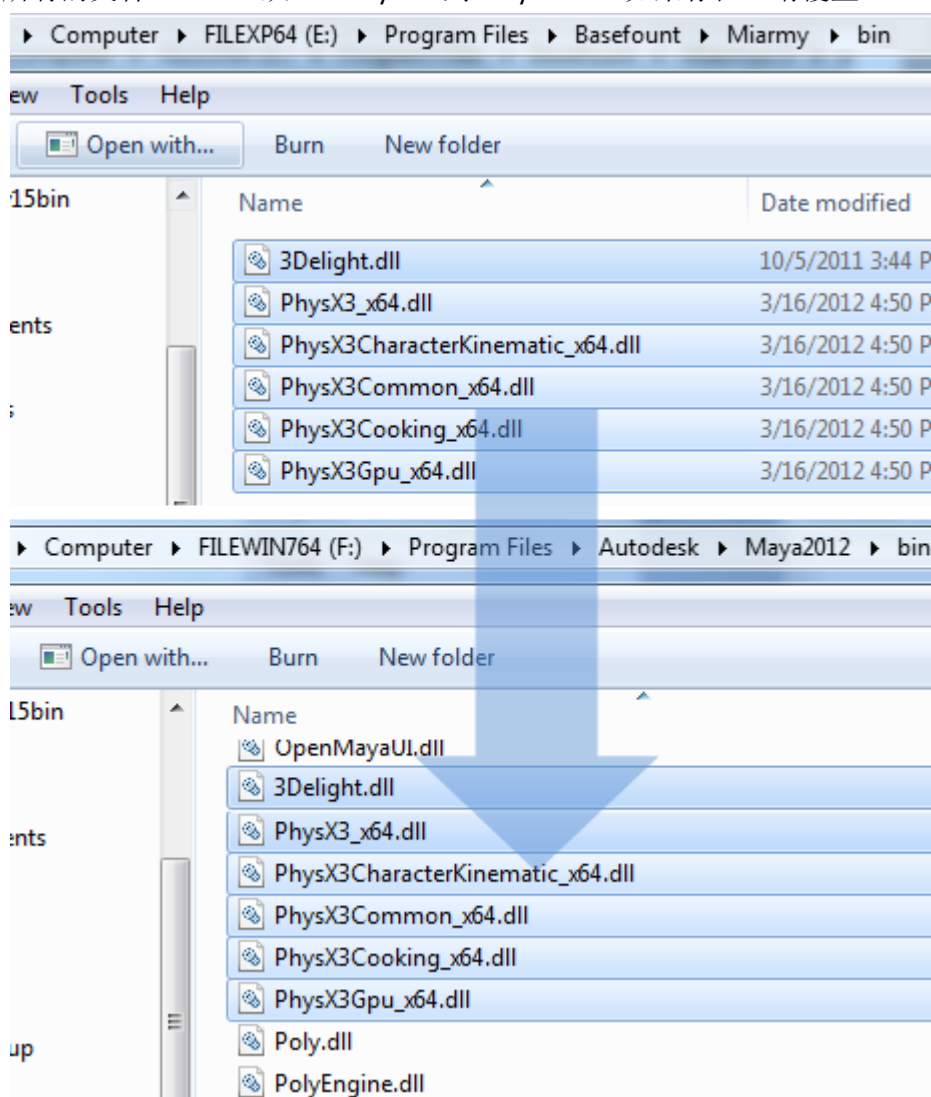 ▸ Computer ▸ FILEXP64 (E:) ▸ Program Files ▸ Basefount ▸ Miarmy ▸ bin
ew Tools Help
Open with... Burn New folder
15bin
Name Date modified
3Delight.dll 10/5/2011 3:44 P
PhysX3_x64.dll 3/16/2012 4:50 P
ents
PhysX3CharacterKinematic_x64.dll 3/16/2012 4:50 P
PhysX3Common_x64.dll 3/16/2012 4:50 P
PhysX3Cooking_x64.dll 3/16/2012 4:50 P
PhysX3Gpu_x64.dll 3/16/2012 4:50 P
▸ Computer ▸ FILEWIN764 (F:) ▸ Program Files ▸ Autodesk ▸ Maya2012 ▸ bin
ew Tools Help
Open with... Burn New folder
15bin
Name
OpenMayaUI.dll
3Delight.dll
PhysX3_x64.dll
ents
PhysX3CharacterKinematic_x64.dll
PhysX3Common_x64.dll
PhysX3Cooking_x64.dll
PhysX3Gpu_x64.dll
Poly.dll
up
PolyEngine.dll